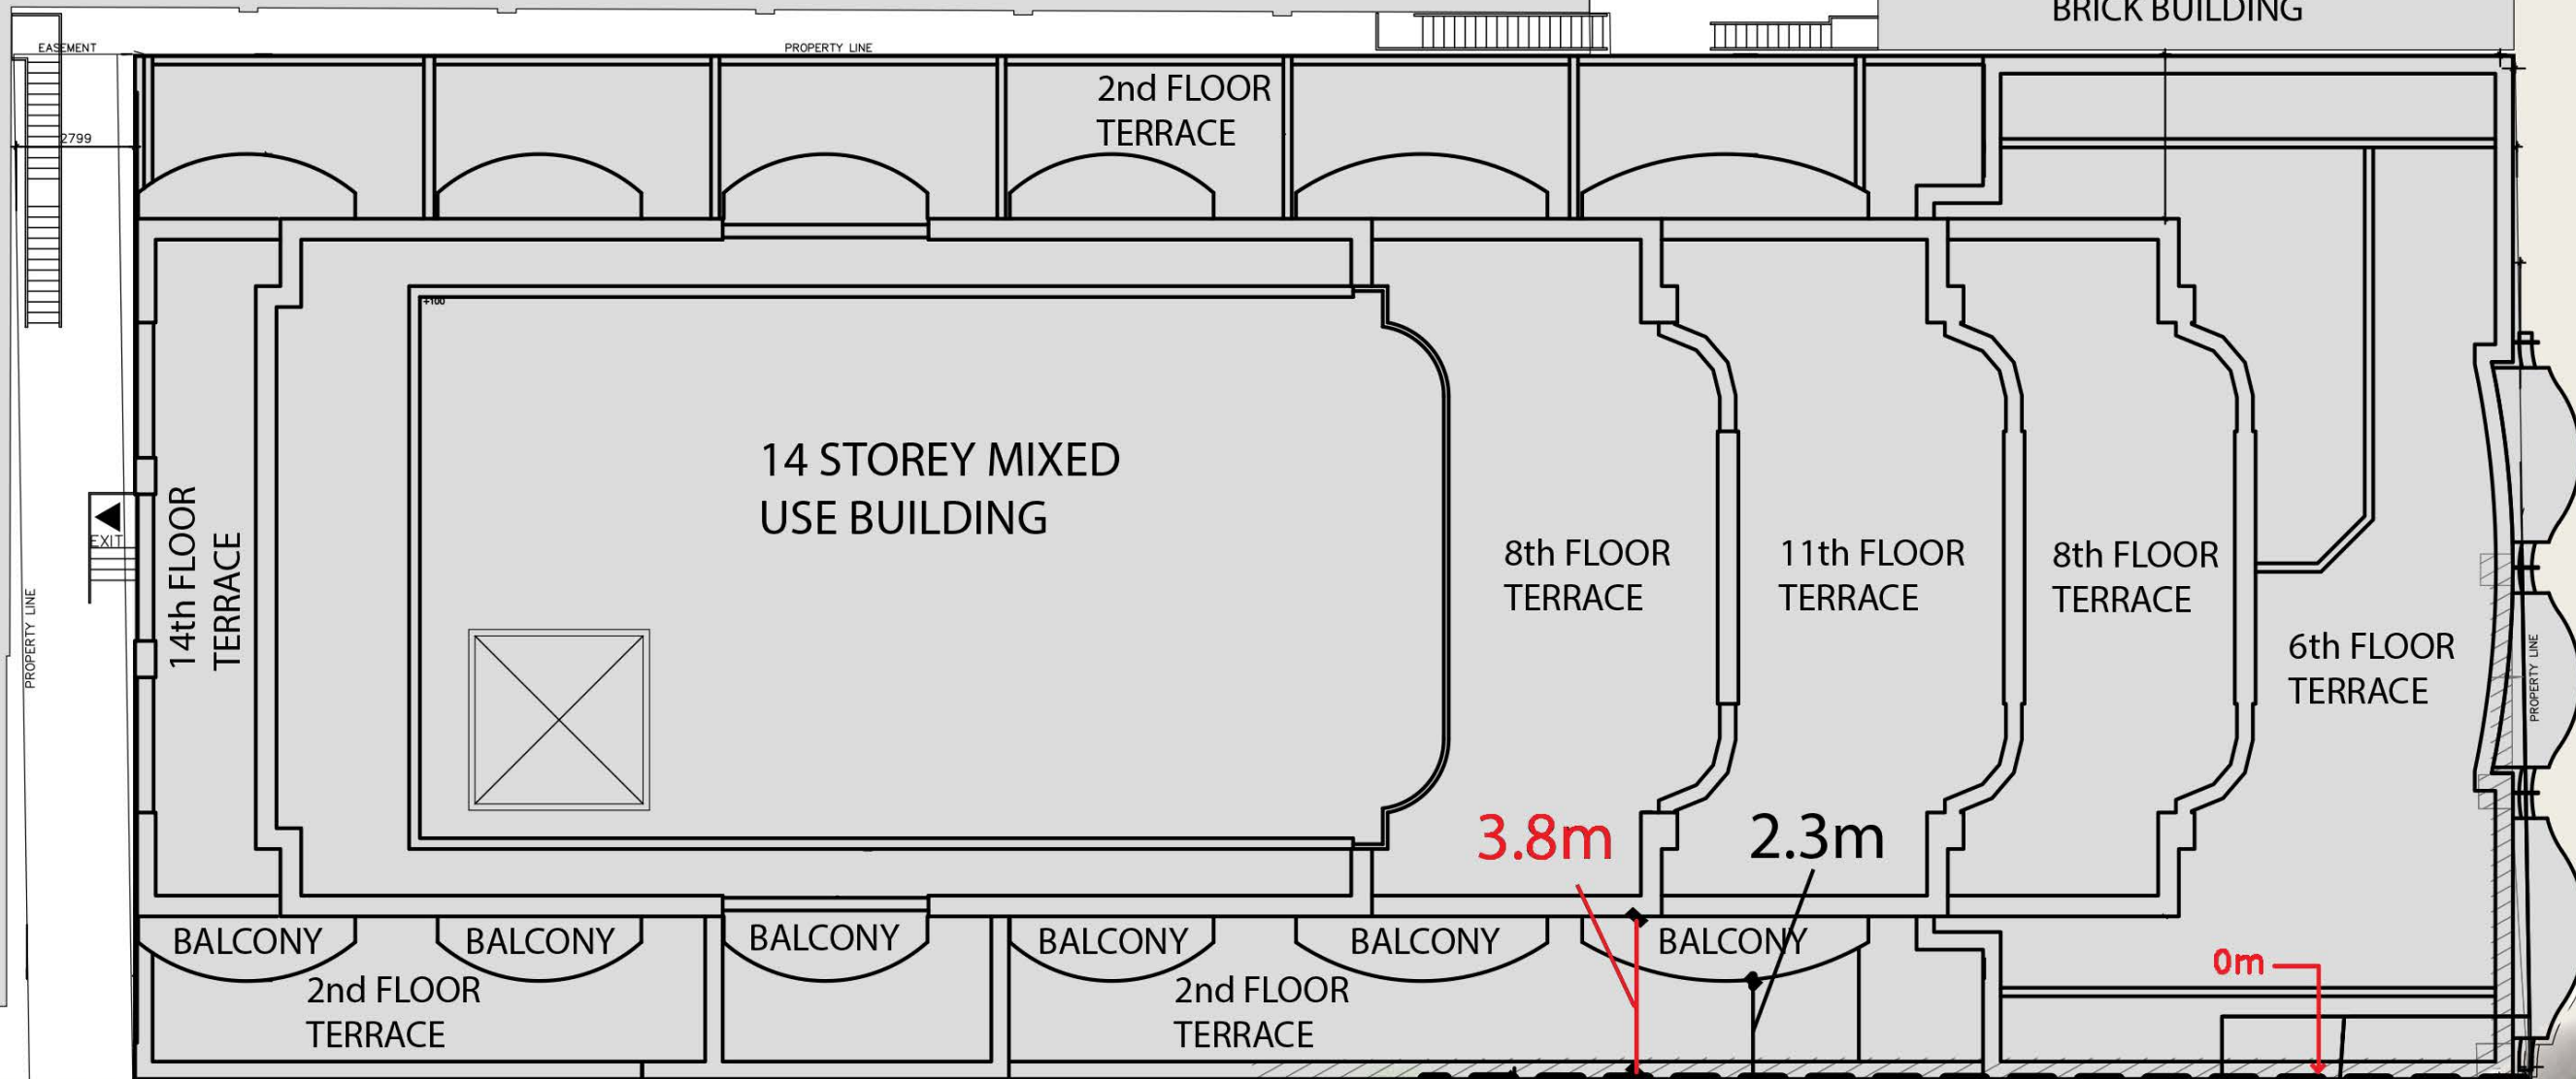 BRICK BUILDING
EASEMENT
PROPERTY LINE
2nd FLOOR
TERRACE
2799
+100
14 STOREY MIXED
USE BUILDING
14th FLOOR
TERRACE
EXIT
PROPERTY LINE
8th FLOOR
TERRACE
11th FLOOR
TERRACE
8th FLOOR
TERRACE
6th FLOOR
TERRACE
PROPERTY LINE
3.8m
2.3m
BALCONY
BALCONY
BALCONY
BALCONY
BALCONY
BALCONY
0m
2nd FLOOR
TERRACE
2nd FLOOR
TERRACE